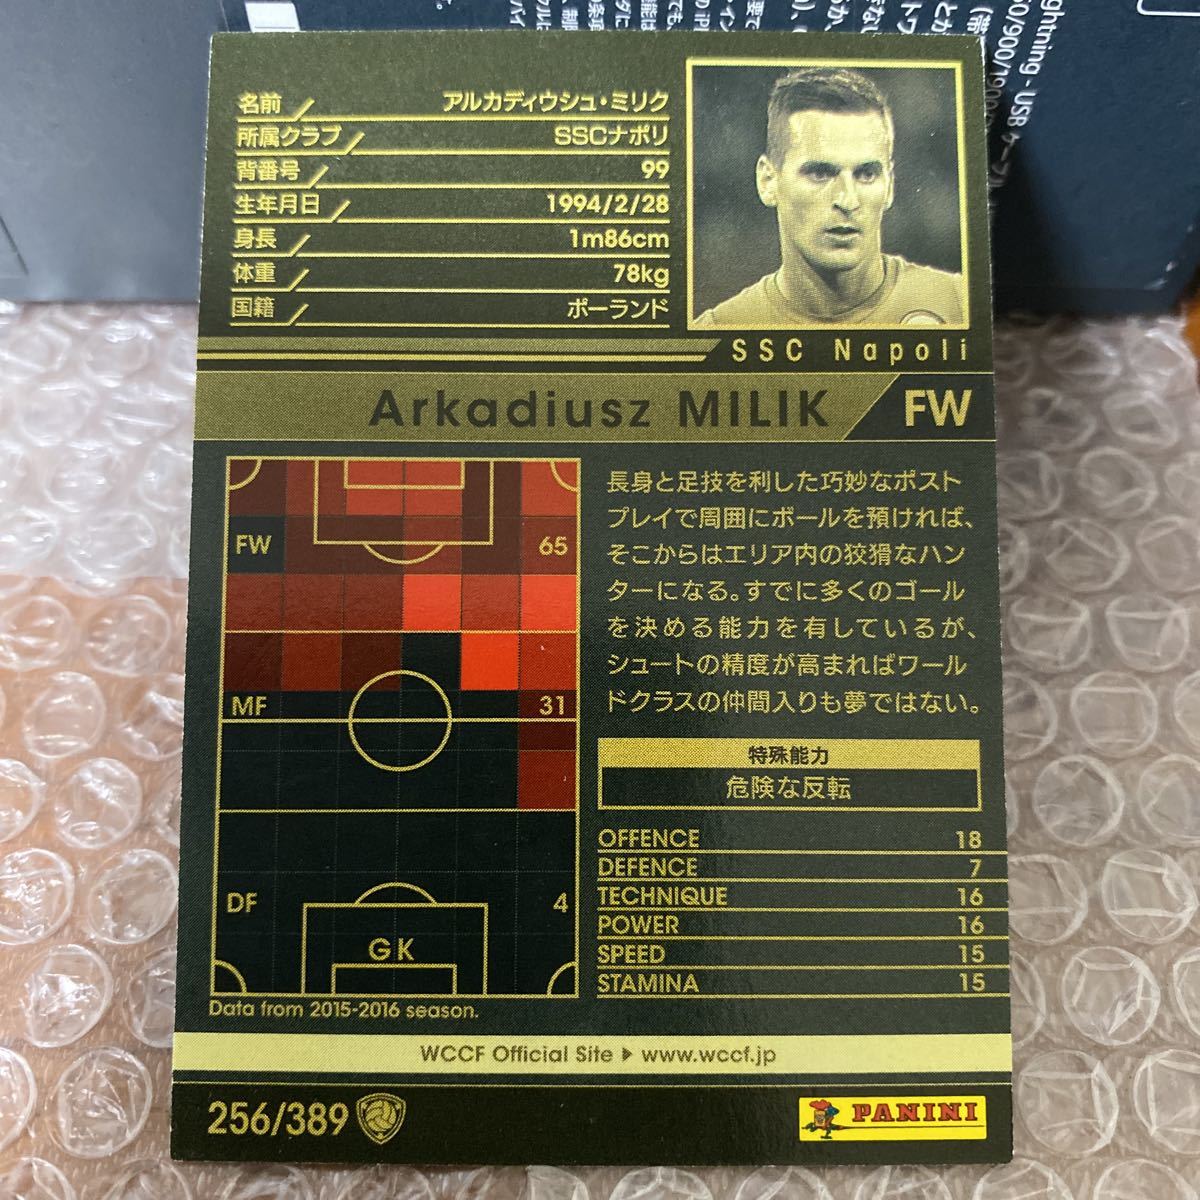 名前 アルカディウシュ・ミリク
所属クラブ SSCナポリ
背番号 99
生年月日 1994/2/28
身長 1m86cm
体重 78kg
国籍 ポーランド
SSC Napoli
Arkadiusz MILIK FW
FW 65
MF 31
DF 4
GK
Data from 2015-2016 season.
長身と足技を利した巧妙なポスト
プレイで周囲にボールを預ければ、
そこからはエリア内の狡猾なハン
ターになる。すでに多くのゴール
を決める能力を有しているが、
シュートの精度が高まればワール
ドクラスの仲間入りも夢ではない。
特殊能力
危険な反転
OFFENCE 18
DEFENCE 7
TECHNIQUE 16
POWER 16
SPEED 15
STAMINA 15
WCCF Official Site ▶ www.wccf.jp
256/389
PANINI